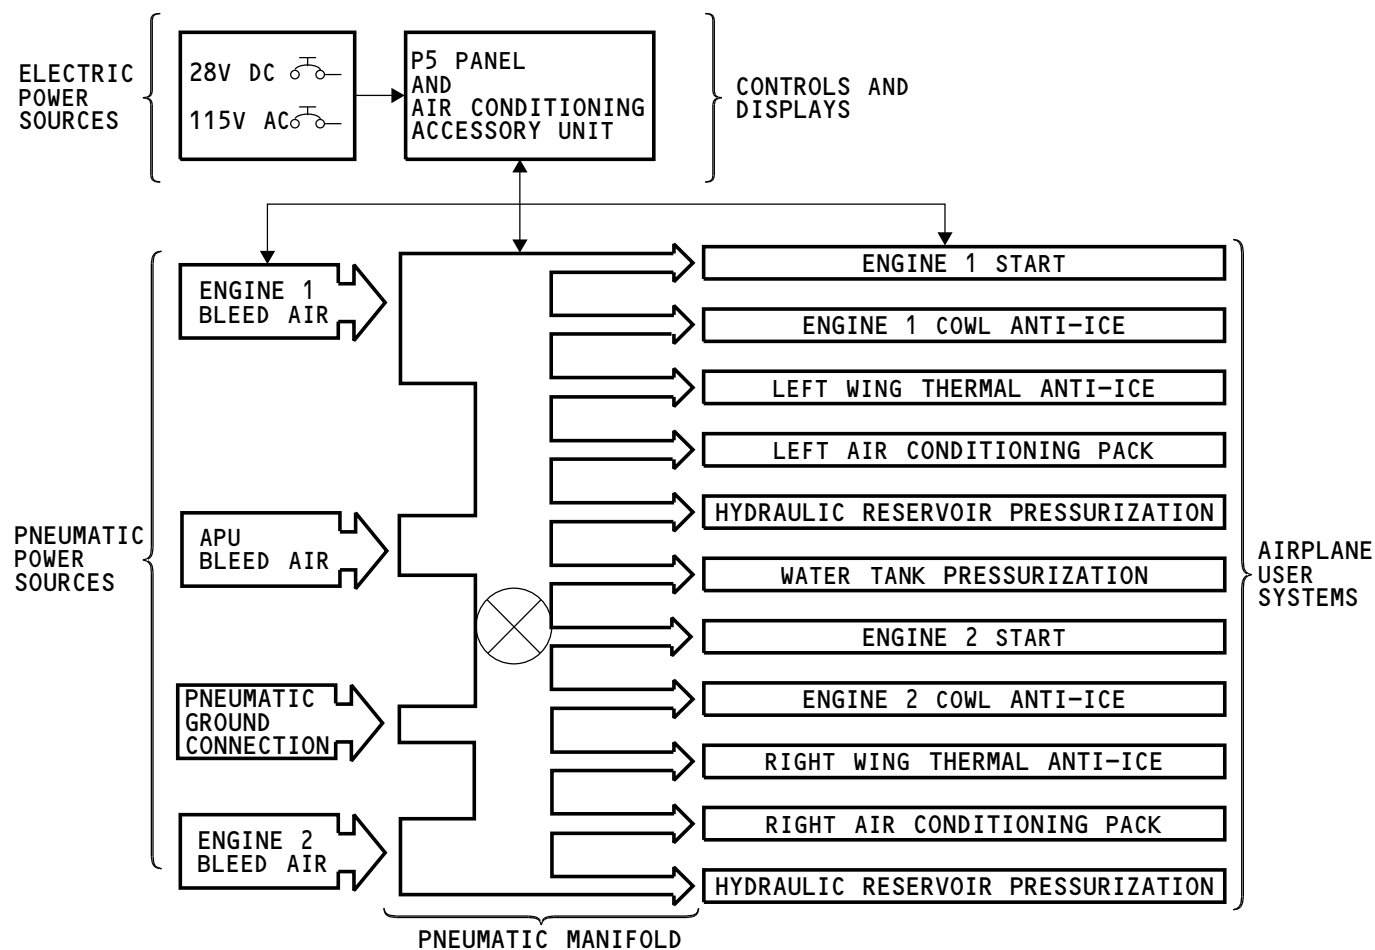 ELECTRIC
POWER
SOURCES
28V DC
115V AC
P5 PANEL
AND
AIR CONDITIONING
ACCESSORY UNIT
CONTROLS AND
DISPLAYS
PNEUMATIC
POWER
SOURCES
ENGINE 1
BLEED AIR
APU
BLEED AIR
PNEUMATIC
GROUND
CONNECTION
ENGINE 2
BLEED AIR
ENGINE 1 START
ENGINE 1 COWL ANTI-ICE
LEFT WING THERMAL ANTI-ICE
LEFT AIR CONDITIONING PACK
HYDRAULIC RESERVOIR PRESSURIZATION
WATER TANK PRESSURIZATION
ENGINE 2 START
ENGINE 2 COWL ANTI-ICE
RIGHT WING THERMAL ANTI-ICE
RIGHT AIR CONDITIONING PACK
HYDRAULIC RESERVOIR PRESSURIZATION
AIRPLANE
USER
SYSTEMS
PNEUMATIC MANIFOLD